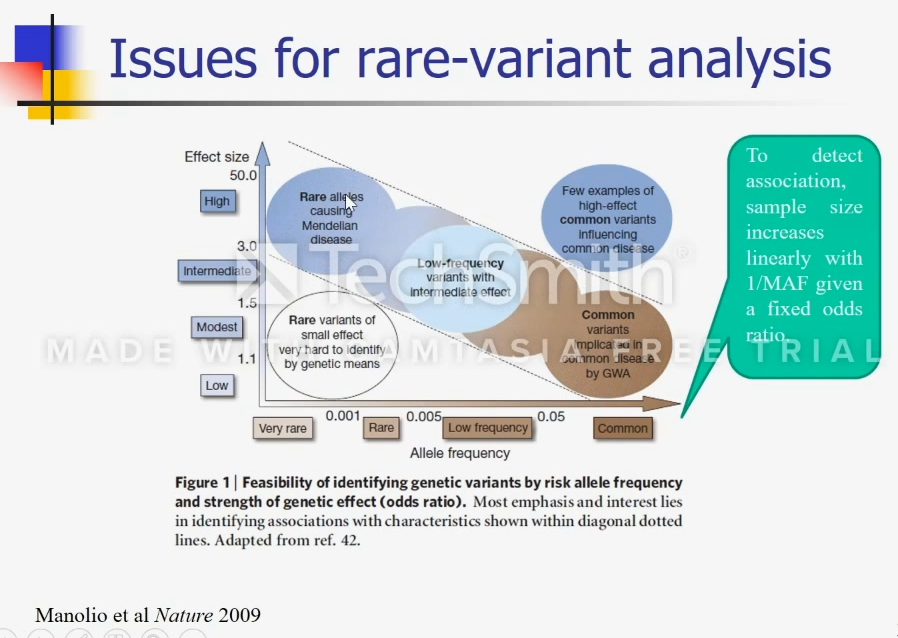 Issues for rare-variant analysis
Effect size
50.0
High
3.0
Intermediate
1.5
Modest
1.1
Low
Rare alleles
causing
Mendelian
disease
Low-frequency
variants with
intermediate effect
Few examples of
high-effect
common variants
influencing
common disease
Rare variants of
small effect
very hard to identify
by genetic means
Common
variants
implicated in
common disease
by GWA
0.001
0.005
0.05
Very rare
Rare
Low frequency
Common
Allele frequency
To detect
association,
sample size
increases
linearly with
1/MAF given
a fixed odds
ratio.
TechSmith®
MADE WITH CAMTASIA FREE TRIAL
Figure 1 | Feasibility of identifying genetic variants by risk allele frequency
and strength of genetic effect (odds ratio). Most emphasis and interest lies
in identifying associations with characteristics shown within diagonal dotted
lines. Adapted from ref. 42.
Manolio et al Nature 2009